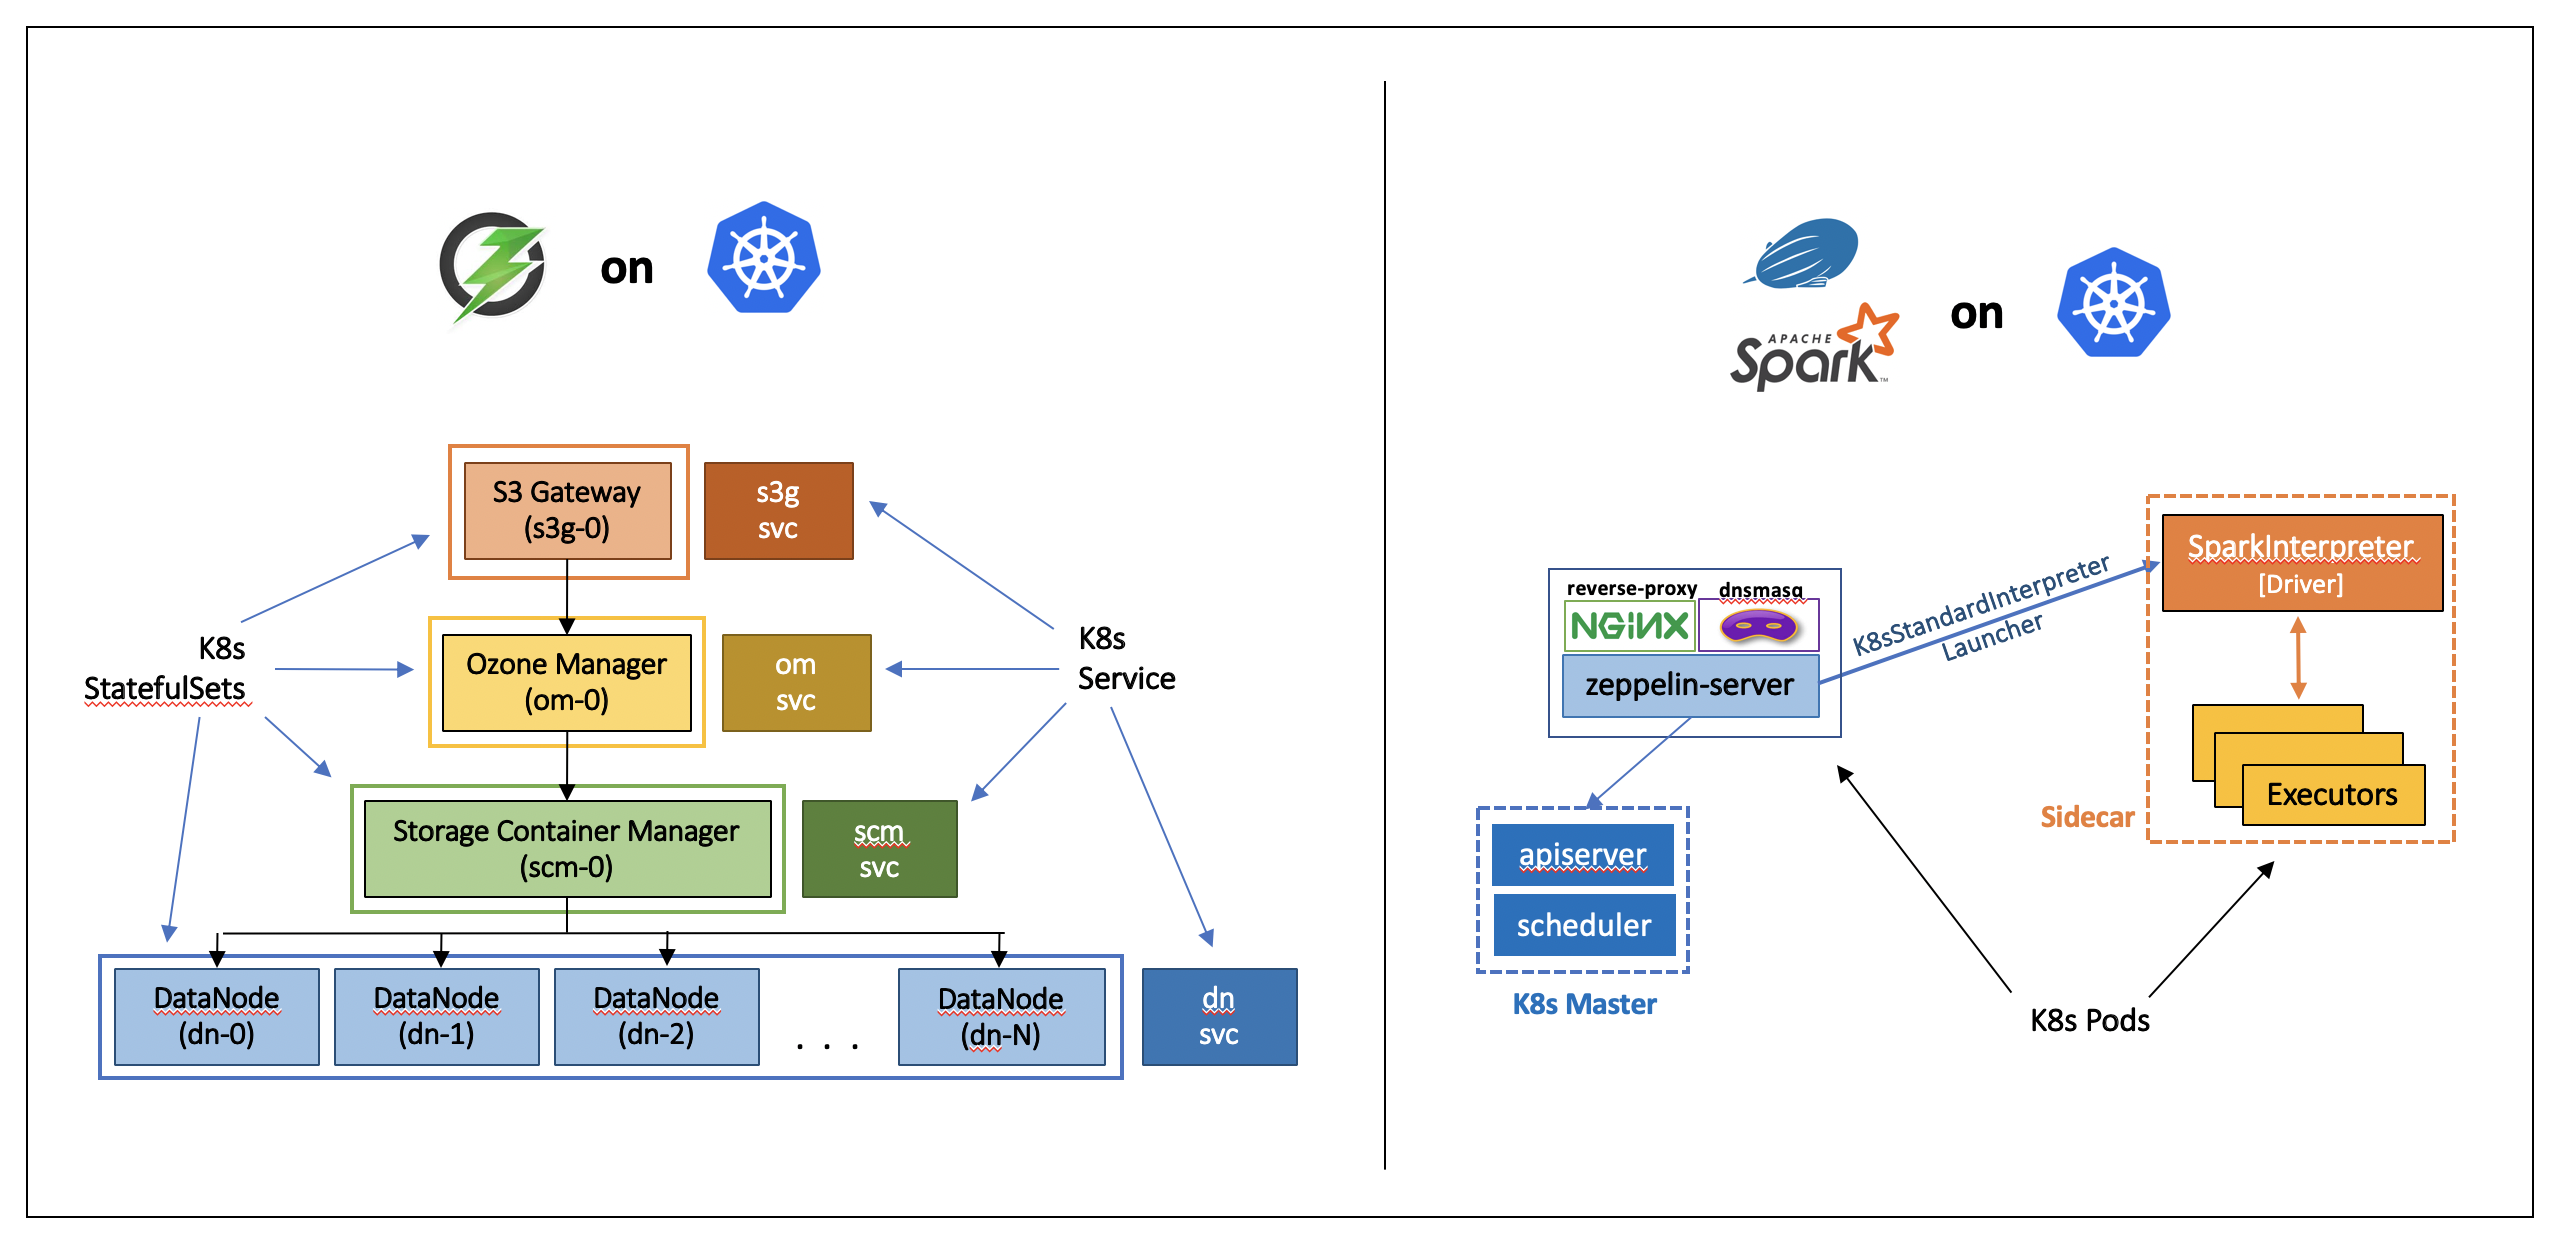 on
S3 Gateway
(s3g-0)
s3g
svc
K8s
StatefulSets
Ozone Manager
(om-0)
om
svc
K8s
Service
Storage Container Manager
(scm-0)
scm
svc
DataNode
(dn-0)
DataNode
(dn-1)
DataNode
(dn-2)
. . .
DataNode
(dn-N)
dn
svc
APACHE
Spark™
on
reverse-proxy
dnsmasq
NGINX
zeppelin-server
K8sStandardInterpreter
Launcher
SparkInterpreter
[Driver]
Executors
Sidecar
apiserver
scheduler
K8s Master
K8s Pods